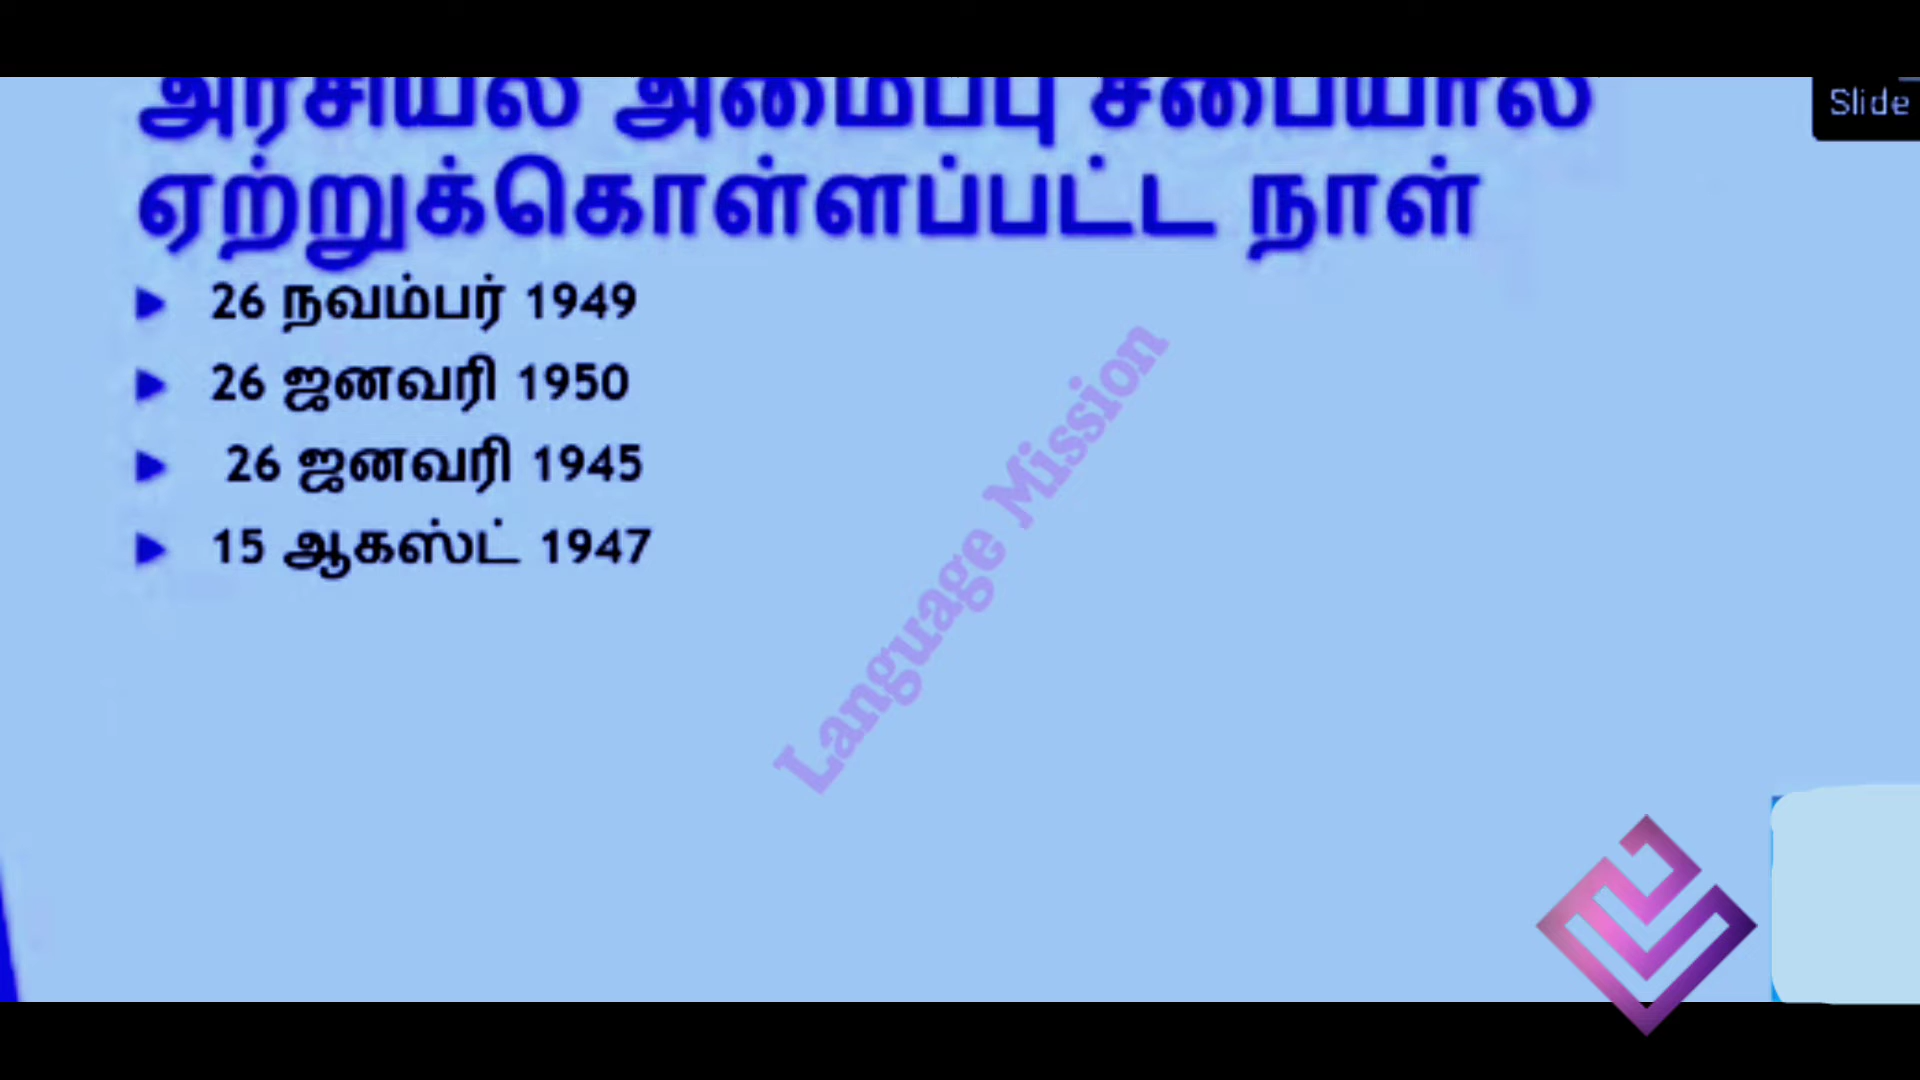 அரசியல் அமைப்பு சபையால்
ஏற்றுக்கொள்ளப்பட்ட நாள்
26 நவம்பர் 1949
26 ஜனவரி 1950
26 ஜனவரி 1945
15 ஆகஸ்ட் 1947
Language Mission
Slide